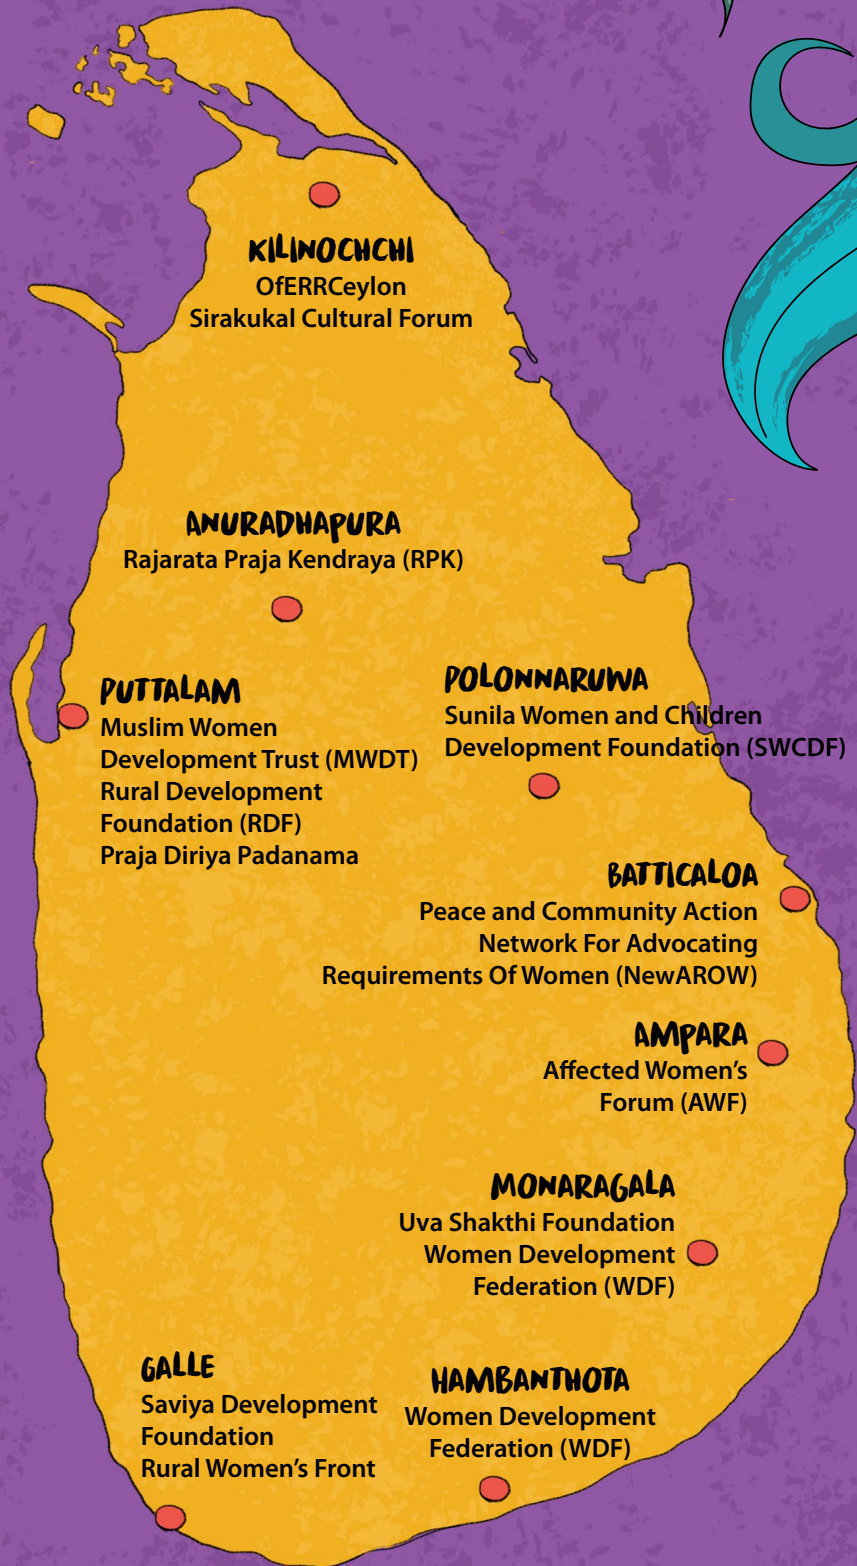 KILINOCHCHI
OfERRCeylon
Sirakukal Cultural Forum
ANURADHAPURA
Rajarata Praja Kendraya (RPK)
PUTTALAM
Muslim Women
Development Trust (MWDT)
Rural Development
Foundation (RDF)
Praja Diriya Padanama
POLONNARUWA
Sunila Women and Children
Development Foundation (SWCDF)
BATTICALOA
Peace and Community Action
Network For Advocating
Requirements Of Women (NewAROW)
AMPARA
Affected Women’s
Forum (AWF)
MONARAGALA
Uva Shakthi Foundation
Women Development
Federation (WDF)
GALLE
Saviya Development
Foundation
Rural Women’s Front
HAMBANTHOTA
Women Development
Federation (WDF)